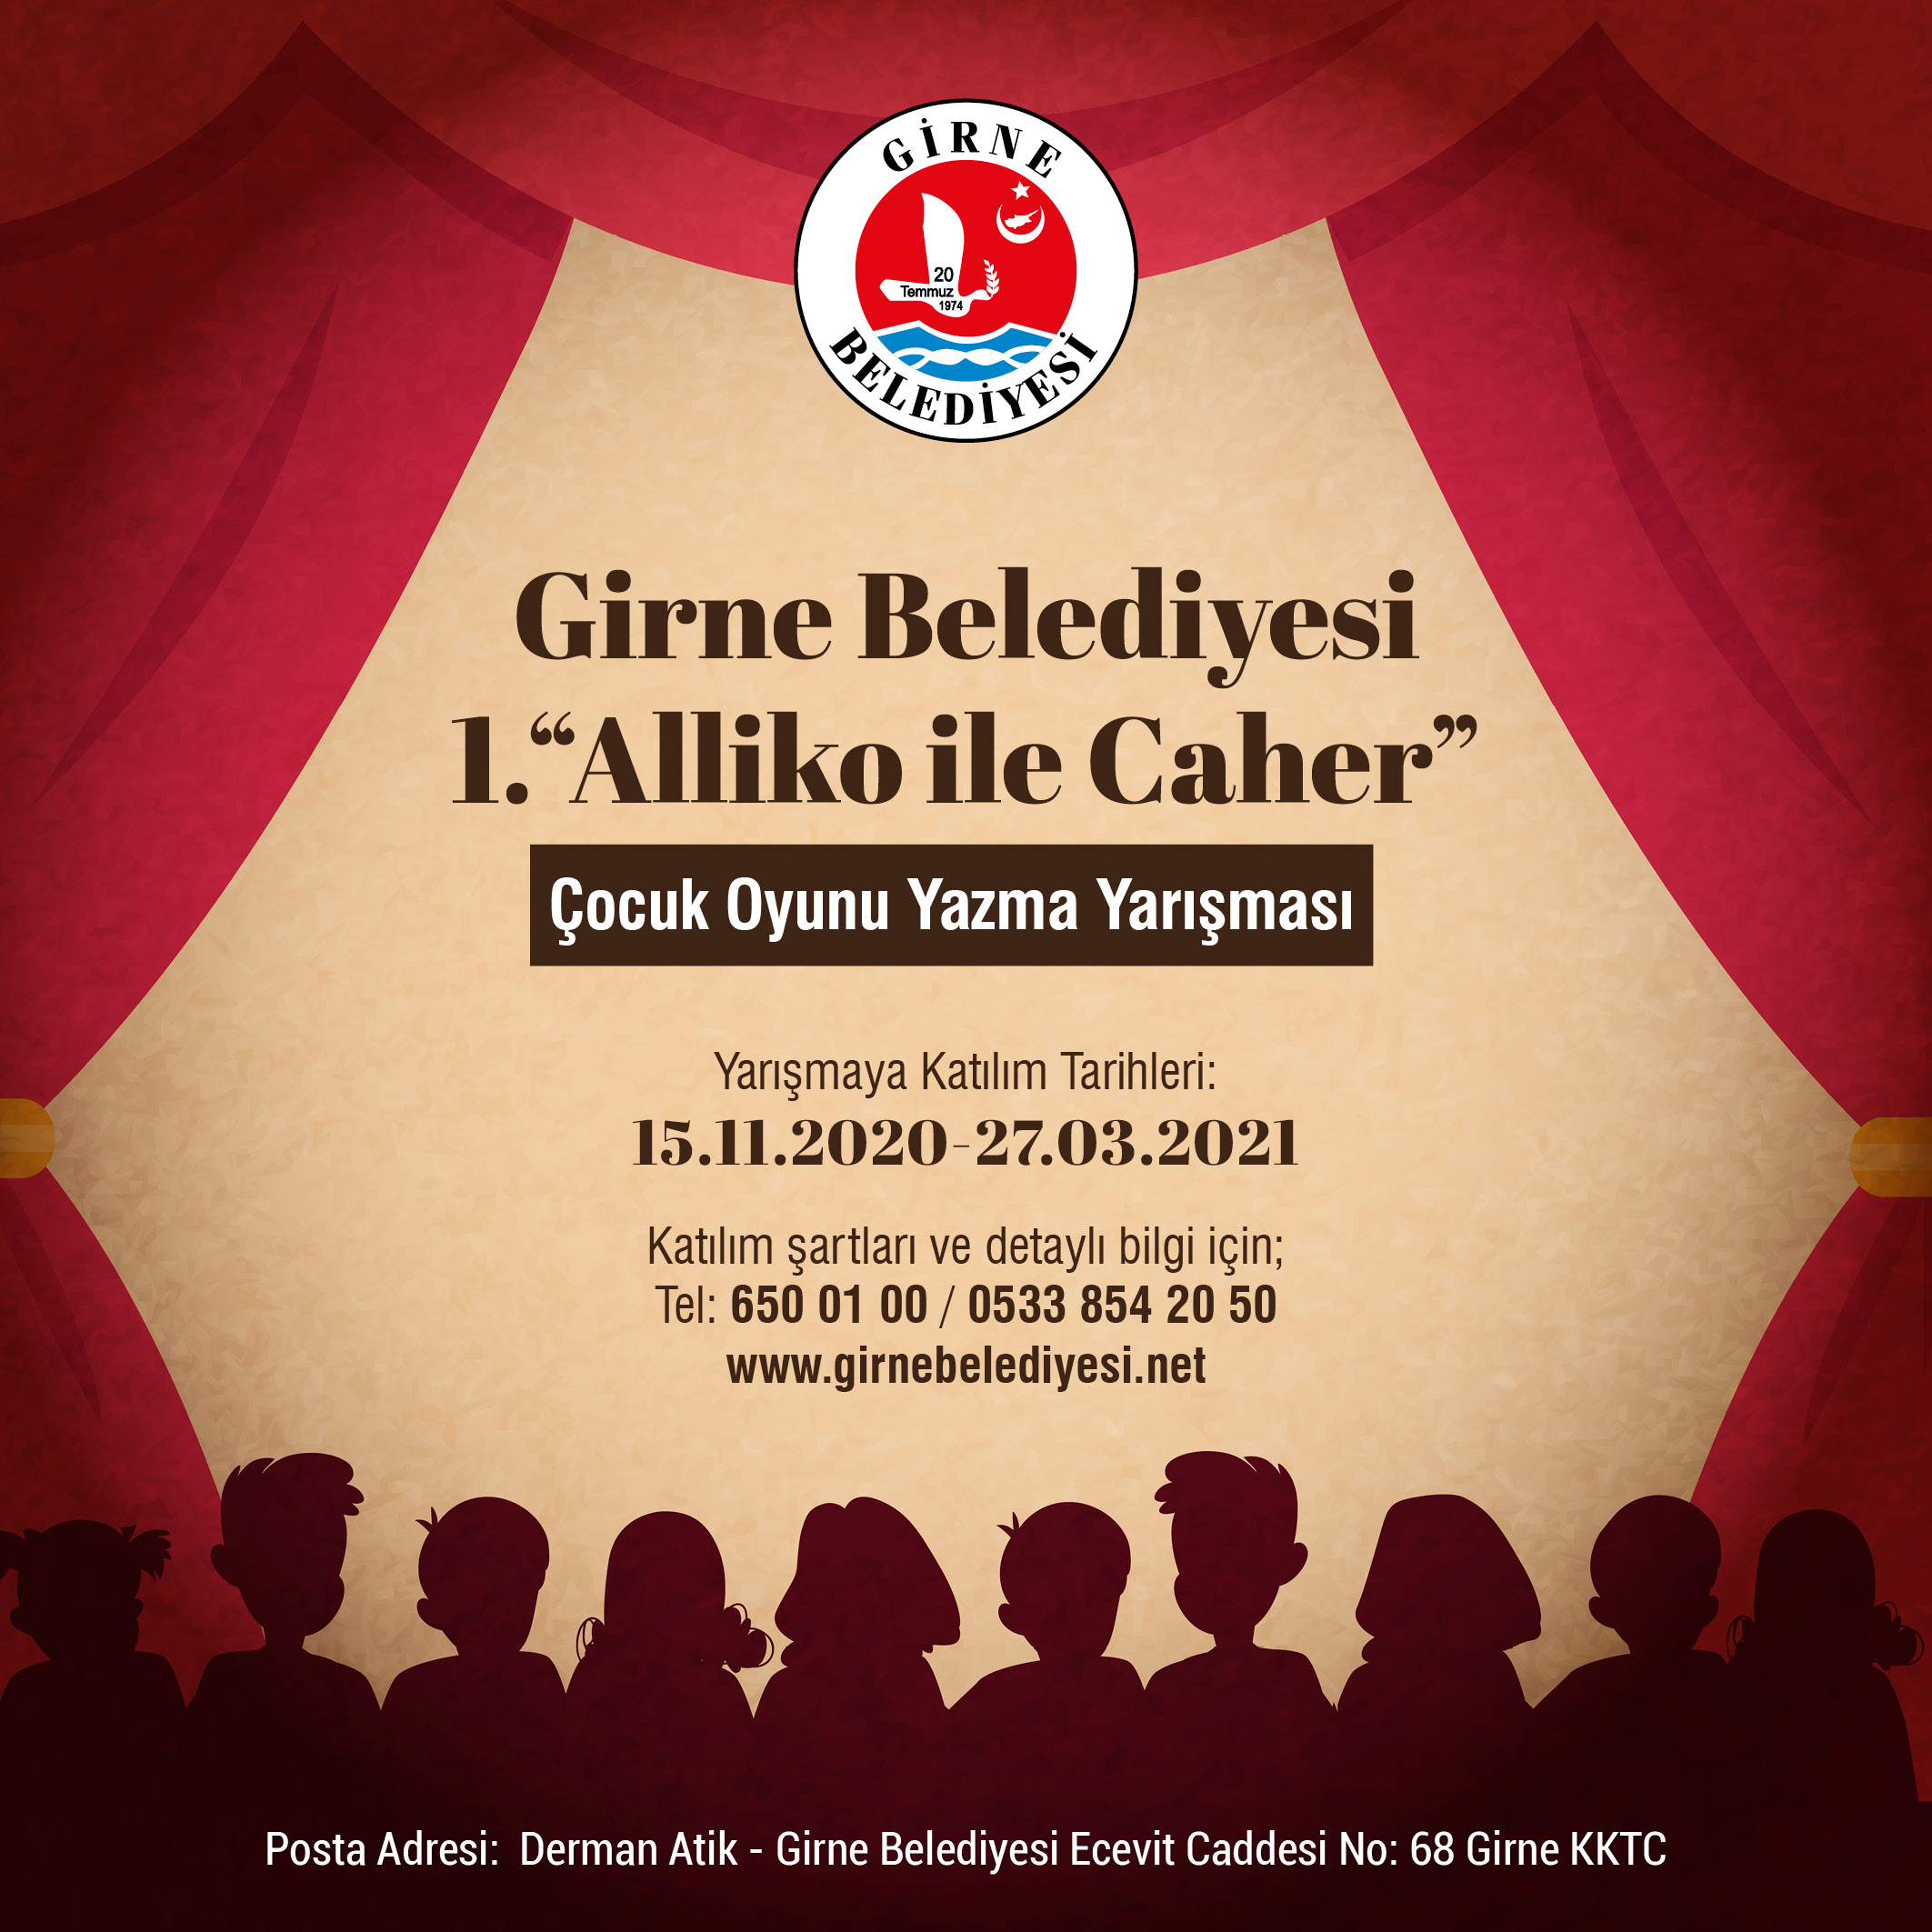 GİRNE
20
Temmuz
1974
BELEDİYESİ
Girne Belediyesi
1.“Alliko ile Caher”
Çocuk Oyunu Yazma Yarışması
Yarışmaya Katılım Tarihleri:
15.11.2020-27.03.2021
Katılım şartları ve detaylı bilgi için;
Tel: 650 01 00 / 0533 854 20 50
www.girnebelediyesi.net
Posta Adresi:  Derman Atik - Girne Belediyesi Ecevit Caddesi No: 68 Girne KKTC